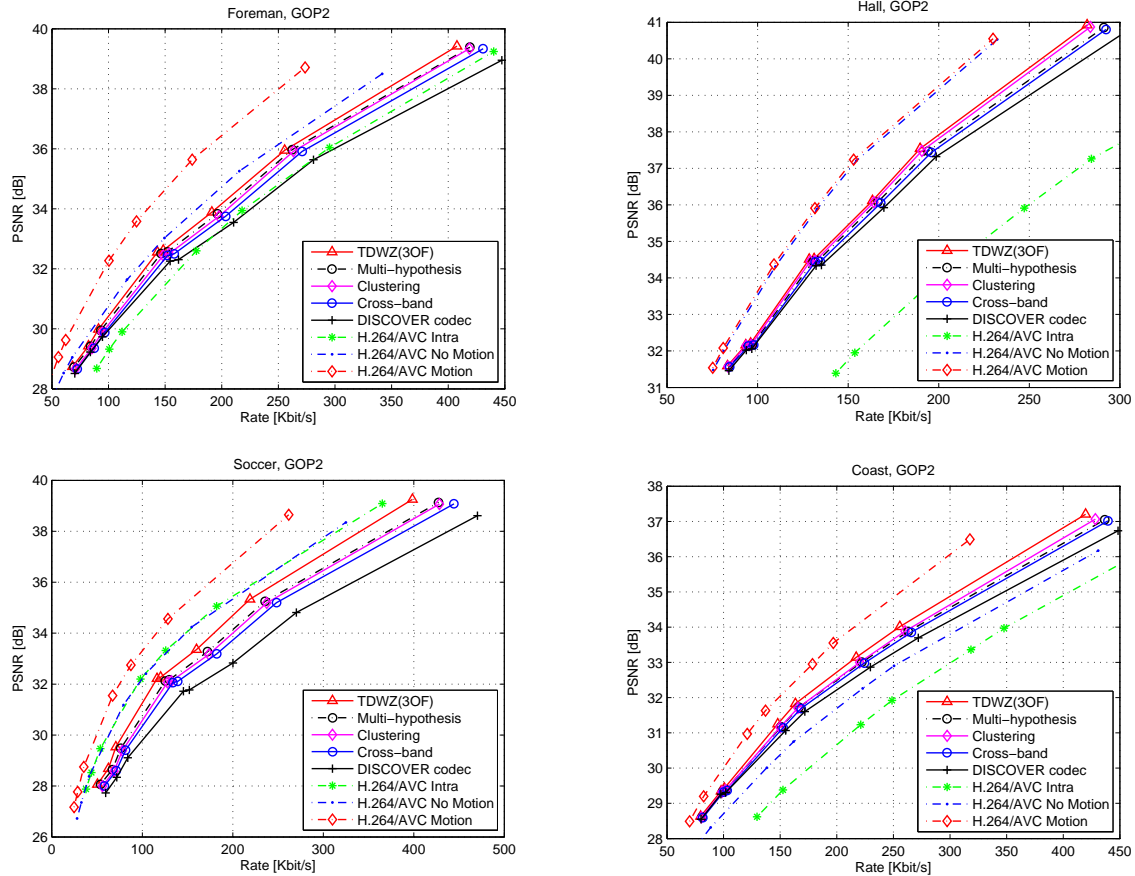 Foreman, GOP2
40
38
36
34
32
30
28
PSNR [dB]
50 100 150 200 250 300 350 400 450
Rate [Kbit/s]
TDWZ(3OF)
Multi−hypothesis
Clustering
Cross−band
DISCOVER codec
H.264/AVC Intra
H.264/AVC No Motion
H.264/AVC Motion
Hall, GOP2
41
40
39
38
37
36
35
34
33
32
31
PSNR [dB]
50 100 150 200 250 300
Rate [Kbit/s]
TDWZ(3OF)
Multi−hypothesis
Clustering
Cross−band
DISCOVER codec
H.264/AVC Intra
H.264/AVC No Motion
H.264/AVC Motion
Soccer, GOP2
40
38
36
34
32
30
28
26
PSNR [dB]
0 100 200 300 400 500
Rate [Kbit/s]
TDWZ(3OF)
Multi−hypothesis
Clustering
Cross−band
DISCOVER codec
H.264/AVC Intra
H.264/AVC No Motion
H.264/AVC Motion
Coast, GOP2
38
37
36
35
34
33
32
31
30
29
28
PSNR [dB]
50 100 150 200 250 300 350 400 450
Rate [Kbit/s]
TDWZ(3OF)
Multi−hypothesis
Clustering
Cross−band
DISCOVER codec
H.264/AVC Intra
H.264/AVC No Motion
H.264/AVC Motion